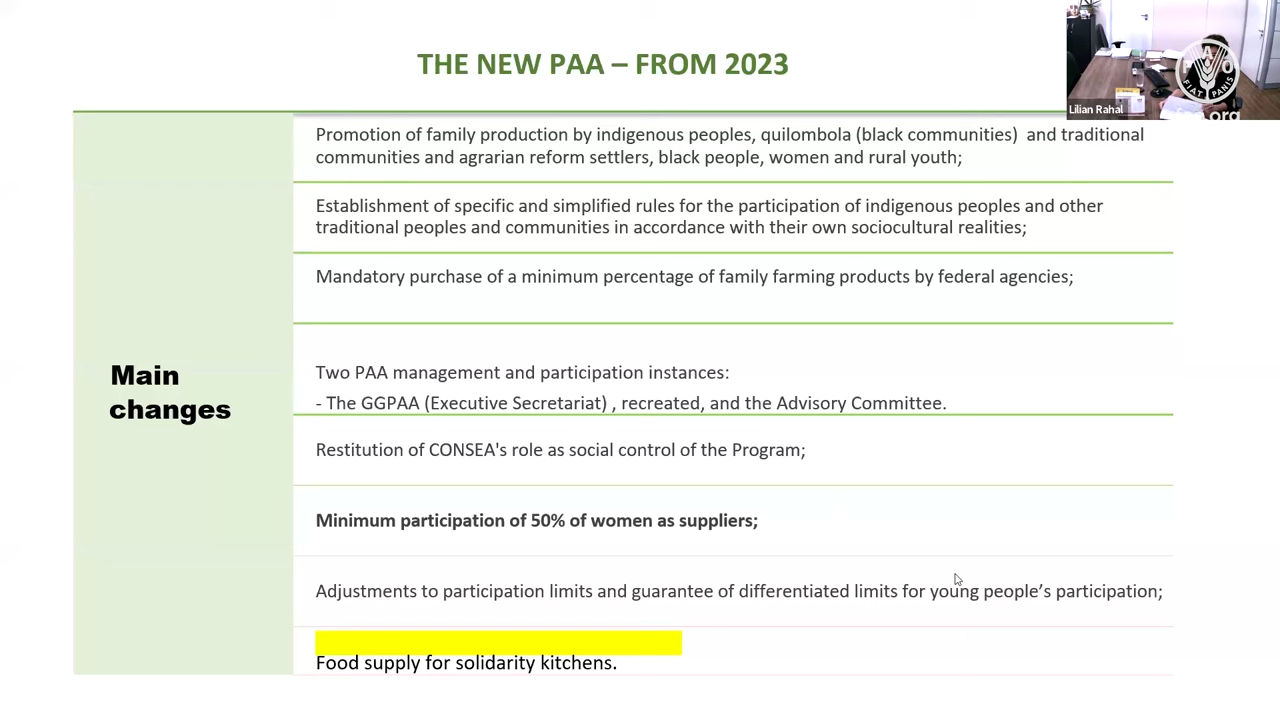 THE NEW PAA – FROM 2023
Lilian Rahal
FAO
FIAT PANIS
.org
Promotion of family production by indigenous peoples, quilombola (black communities)  and traditional
communities and agrarian reform settlers, black people, women and rural youth;
Establishment of specific and simplified rules for the participation of indigenous peoples and other
traditional peoples and communities in accordance with their own sociocultural realities;
Mandatory purchase of a minimum percentage of family farming products by federal agencies;
Main
changes
Two PAA management and participation instances:
- The GGPAA (Executive Secretariat) , recreated, and the Advisory Committee.
Restitution of CONSEA's role as social control of the Program;
Minimum participation of 50% of women as suppliers;
Adjustments to participation limits and guarantee of differentiated limits for young people’s participation;
Food supply for solidarity kitchens.